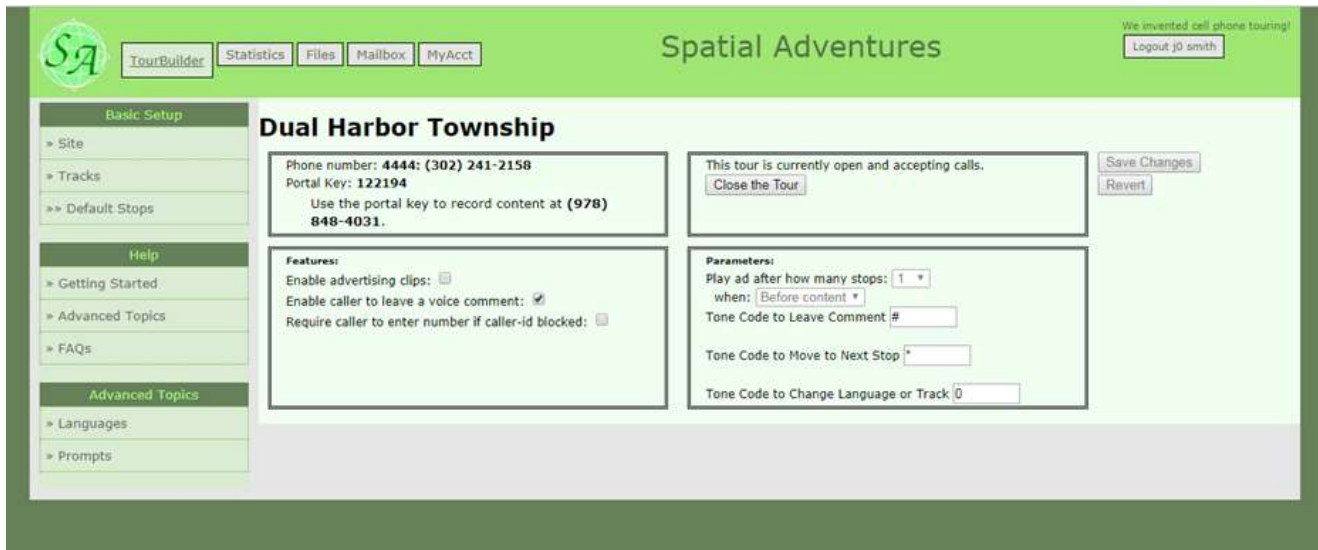 We invented cell phone touring!
SA
TourBuilder Statistics Files Mailbox MyAcct
Spatial Adventures
Logout j0 smith
Basic Setup
» Site
» Tracks
»» Default Stops
Help
» Getting Started
» Advanced Topics
» FAQs
Advanced Topics
» Languages
» Prompts
Dual Harbor Township
Phone number: 4444: (302) 241-2158
Portal Key: 122194
Use the portal key to record content at (978)
848-4031.
This tour is currently open and accepting calls.
Close the Tour
Save Changes
Revert
Features:
Enable advertising clips:
Enable caller to leave a voice comment:
Require caller to enter number if caller-id blocked:
Parameters:
Play ad after how many stops: 1
when: Before content
Tone Code to Leave Comment #
Tone Code to Move to Next Stop *
Tone Code to Change Language or Track 0